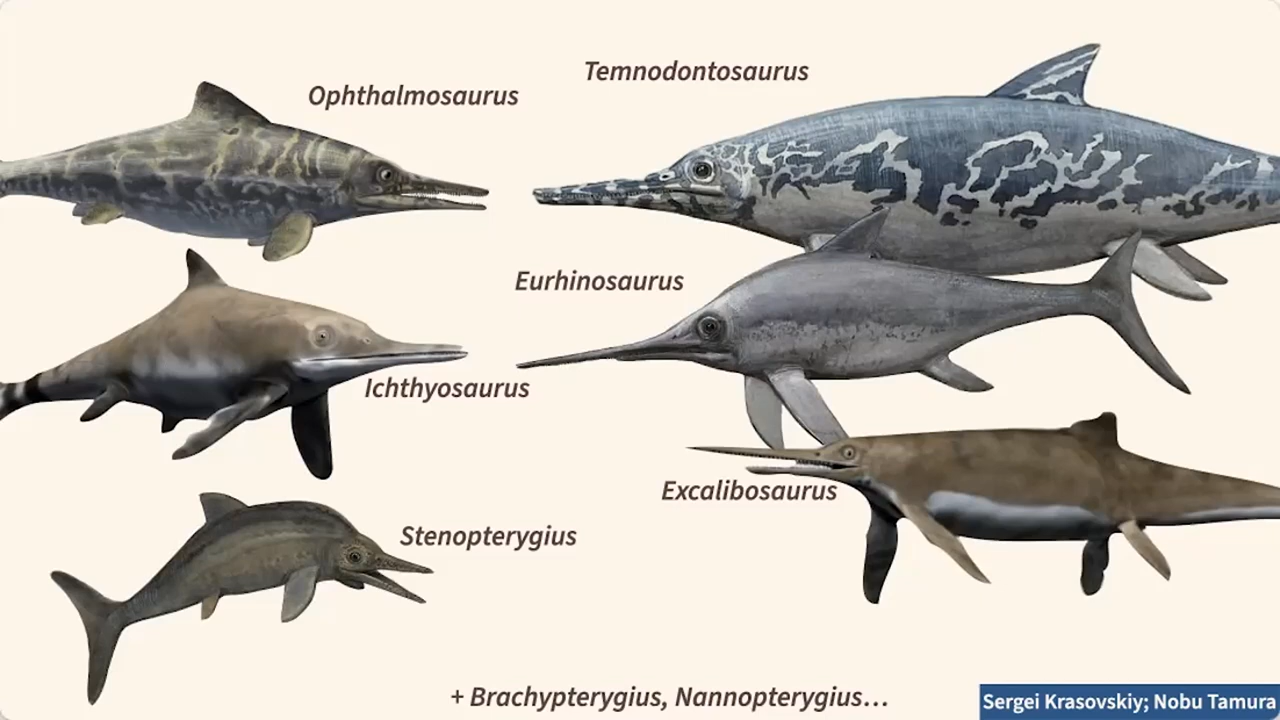 Temnodontosaurus
Ophthalmosaurus
Eurhinosaurus
Ichthyosaurus
Excalibosaurus
Stenopterygius
+ Brachypterygius, Nannopterygius...
Sergei Krasovskiy; Nobu Tamura